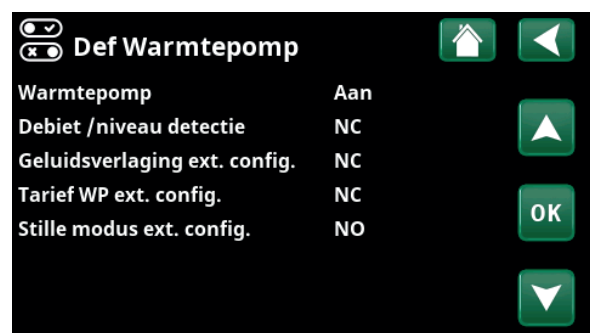 Def Warmtepomp
Warmtepomp Aan
Debiet /niveau detectie NC
Geluidsverlaging ext. config. NC
Tarief WP ext. config. NC
OK
Stille modus ext. config. NO